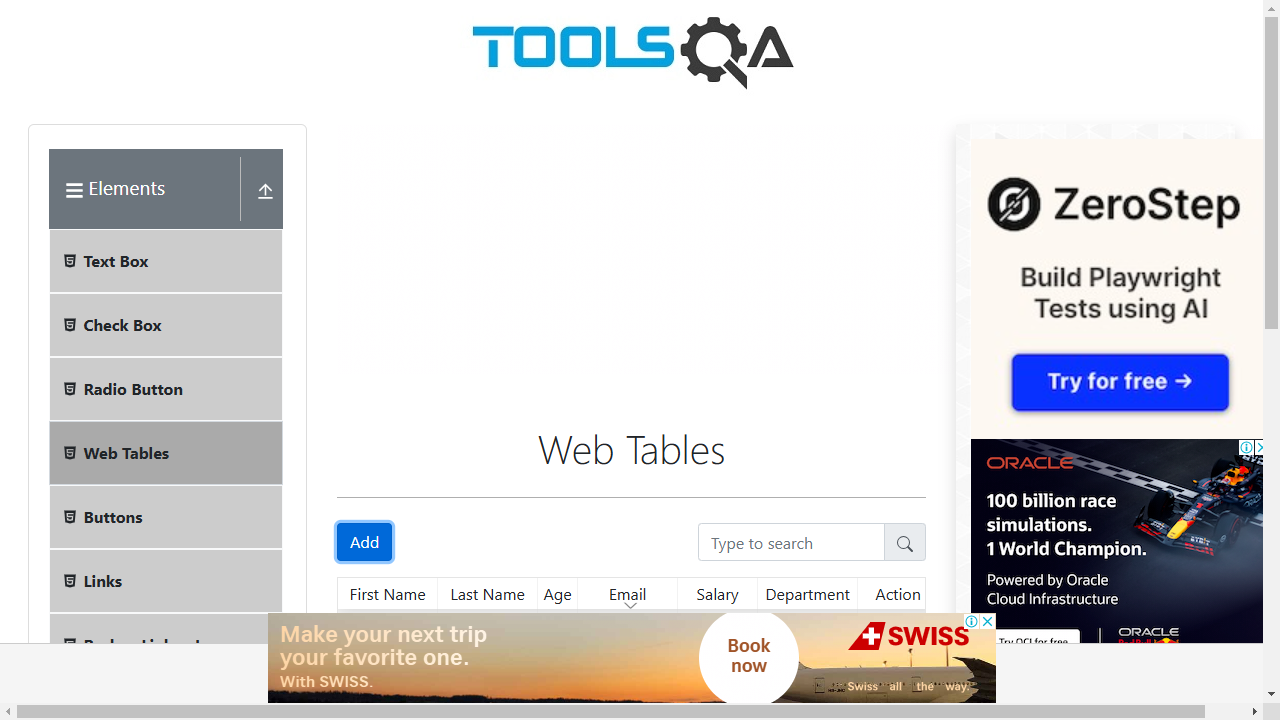 TOOLSQA
Elements
Text Box
Check Box
Radio Button
Web Tables
Buttons
Links
Web Tables
Add
Type to search
First Name Last Name Age Email Salary Department Action
ZeroStep
Build Playwright
Tests using AI
Try for free →
ORACLE
100 billion race
simulations.
1 World Champion.
Powered by Oracle
Cloud Infrastructure
Try OCI for free
ORACLE
Make your next trip
your favorite one.
With SWISS.
Book
now
SWISS
Swiss all the way.